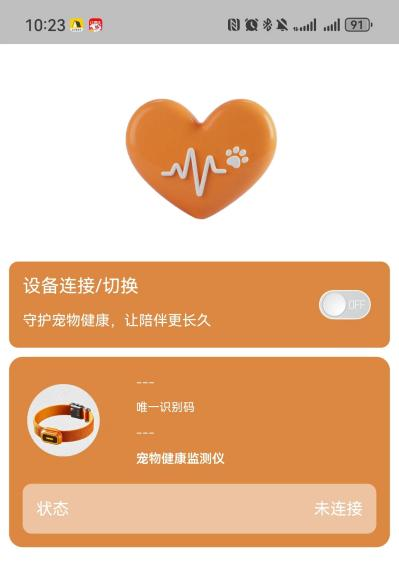 10:23
91
设备连接/切换
守护宠物健康，让陪伴更长久
OFF
---
唯一识别码
---
宠物健康监测仪
状态
未连接